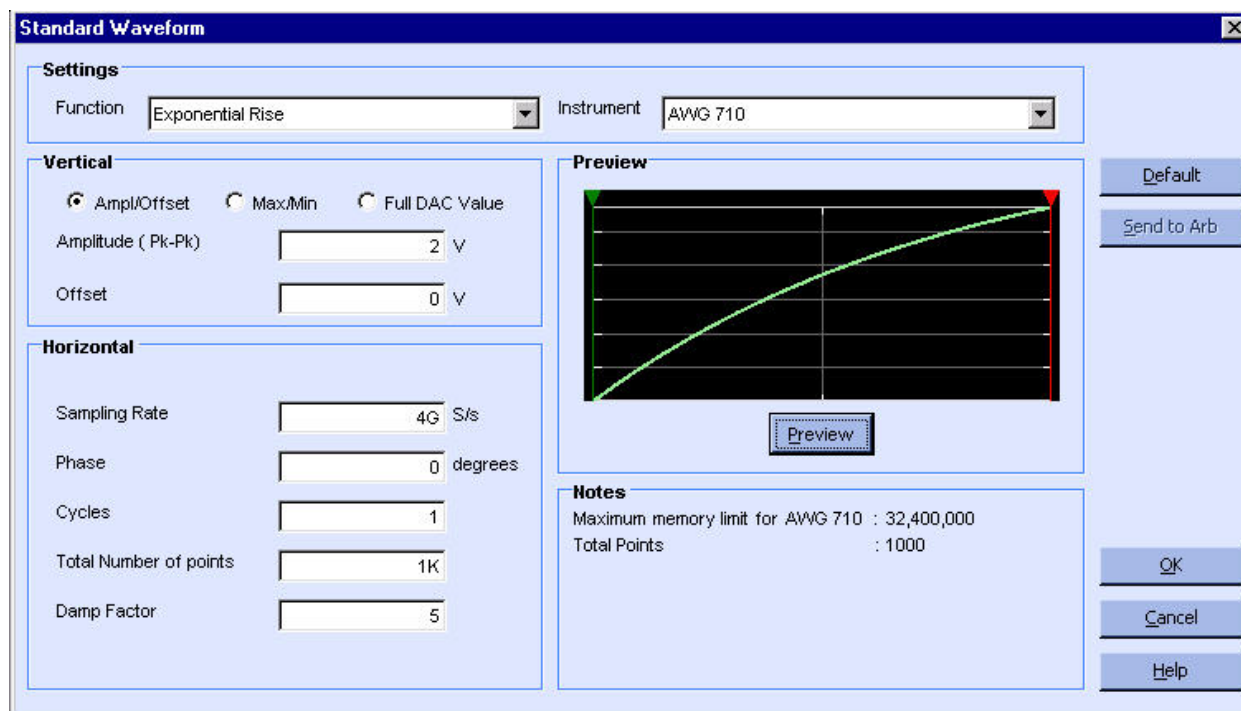 Standard Waveform
Settings
Function Exponential Rise Instrument AWG 710
Vertical
Ampl/Offset Max/Min Full DAC Value
Amplitude ( Pk-Pk) 2 V
Offset 0 V
Horizontal
Sampling Rate 4G S/s
Phase 0 degrees
Cycles 1
Total Number of points 1K
Damp Factor 5
Preview
Preview
Notes
Maximum memory limit for AWG 710 : 32,400,000
Total Points : 1000
Default
Send to Arb
OK
Cancel
Help